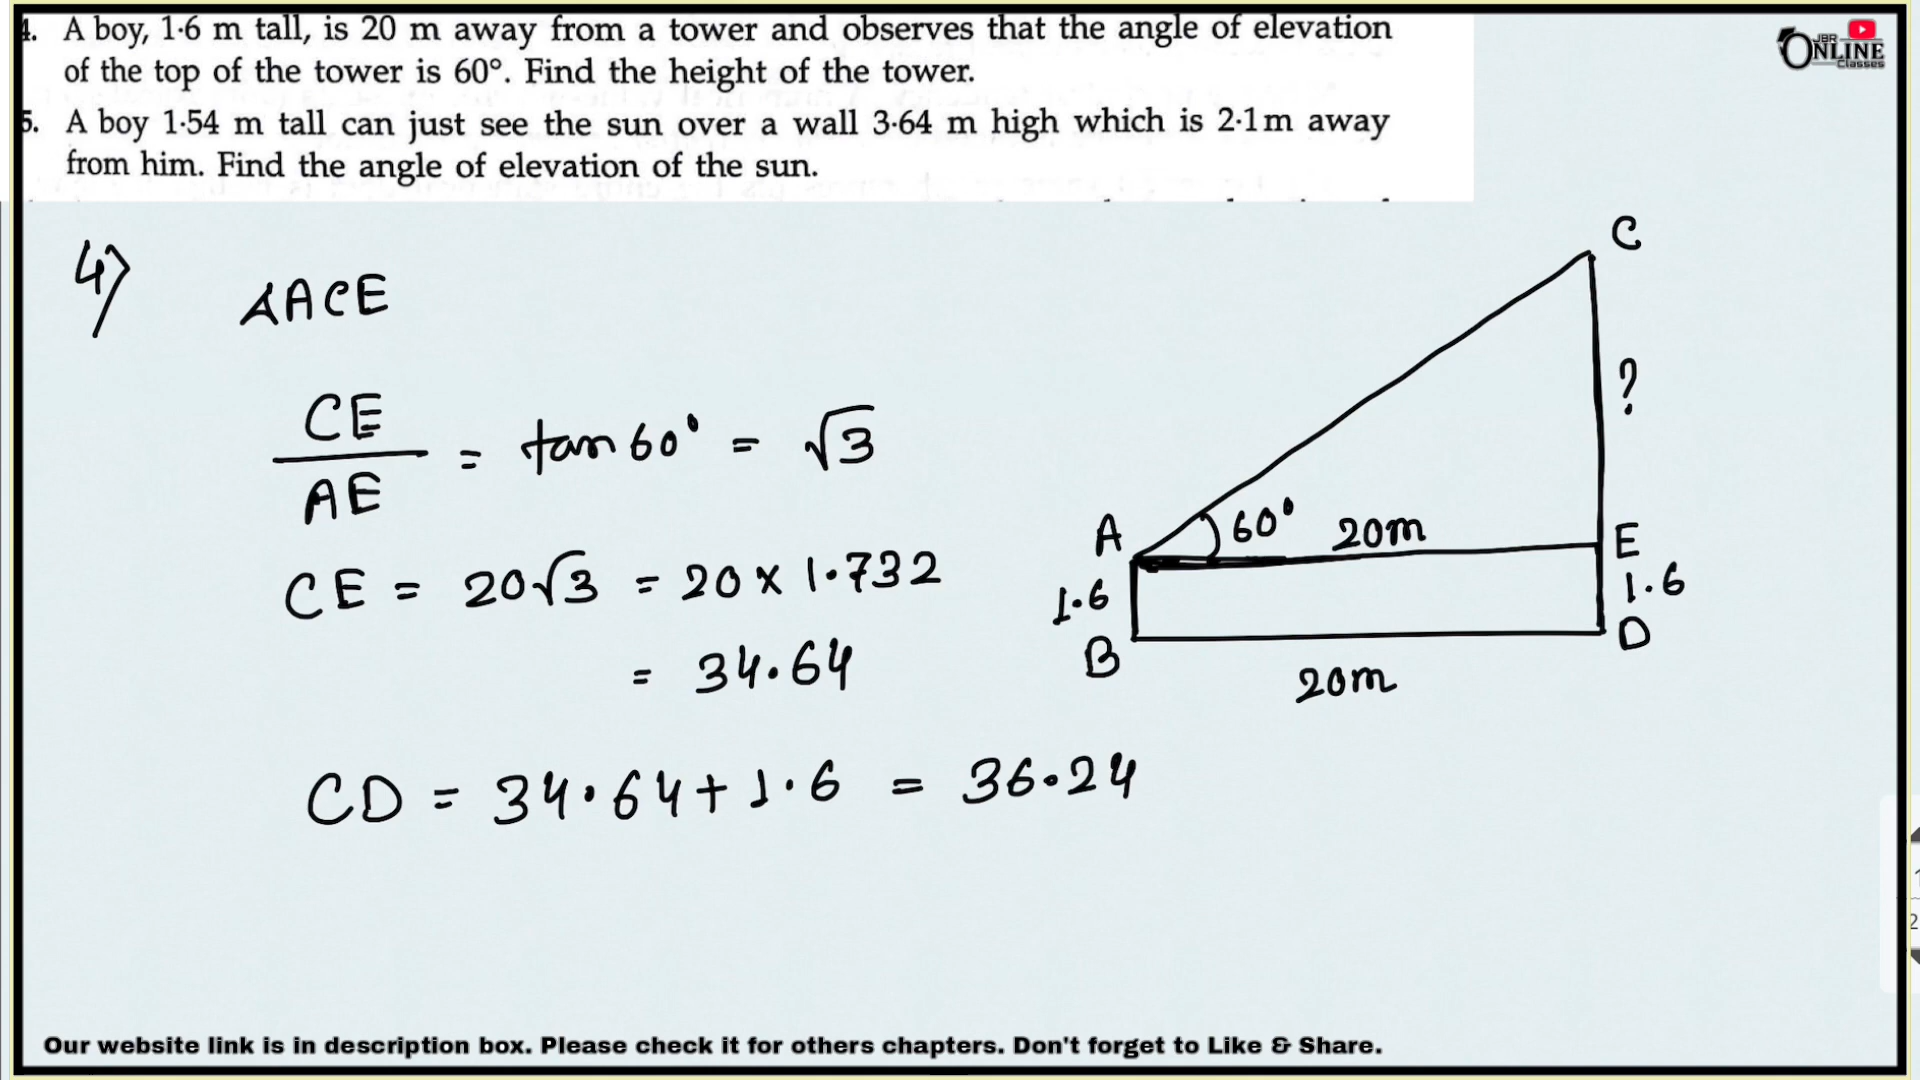 4. A boy, 1·6 m tall, is 20 m away from a tower and observes that the angle of elevation
of the top of the tower is 60°. Find the height of the tower.
5. A boy 1·54 m tall can just see the sun over a wall 3·64 m high which is 2·1m away
from him. Find the angle of elevation of the sun.
JBR
ONLINE
Classes
4)
△ACE
CE/AE = tan 60° = √3
CE = 20√3 = 20 x 1.732
= 34.64
CD = 34.64 + 1.6 = 36.24
C
?
A
60°
20m
E
1.6
1.6
B
D
20m
Our website link is in description box. Please check it for others chapters. Don't forget to Like & Share.